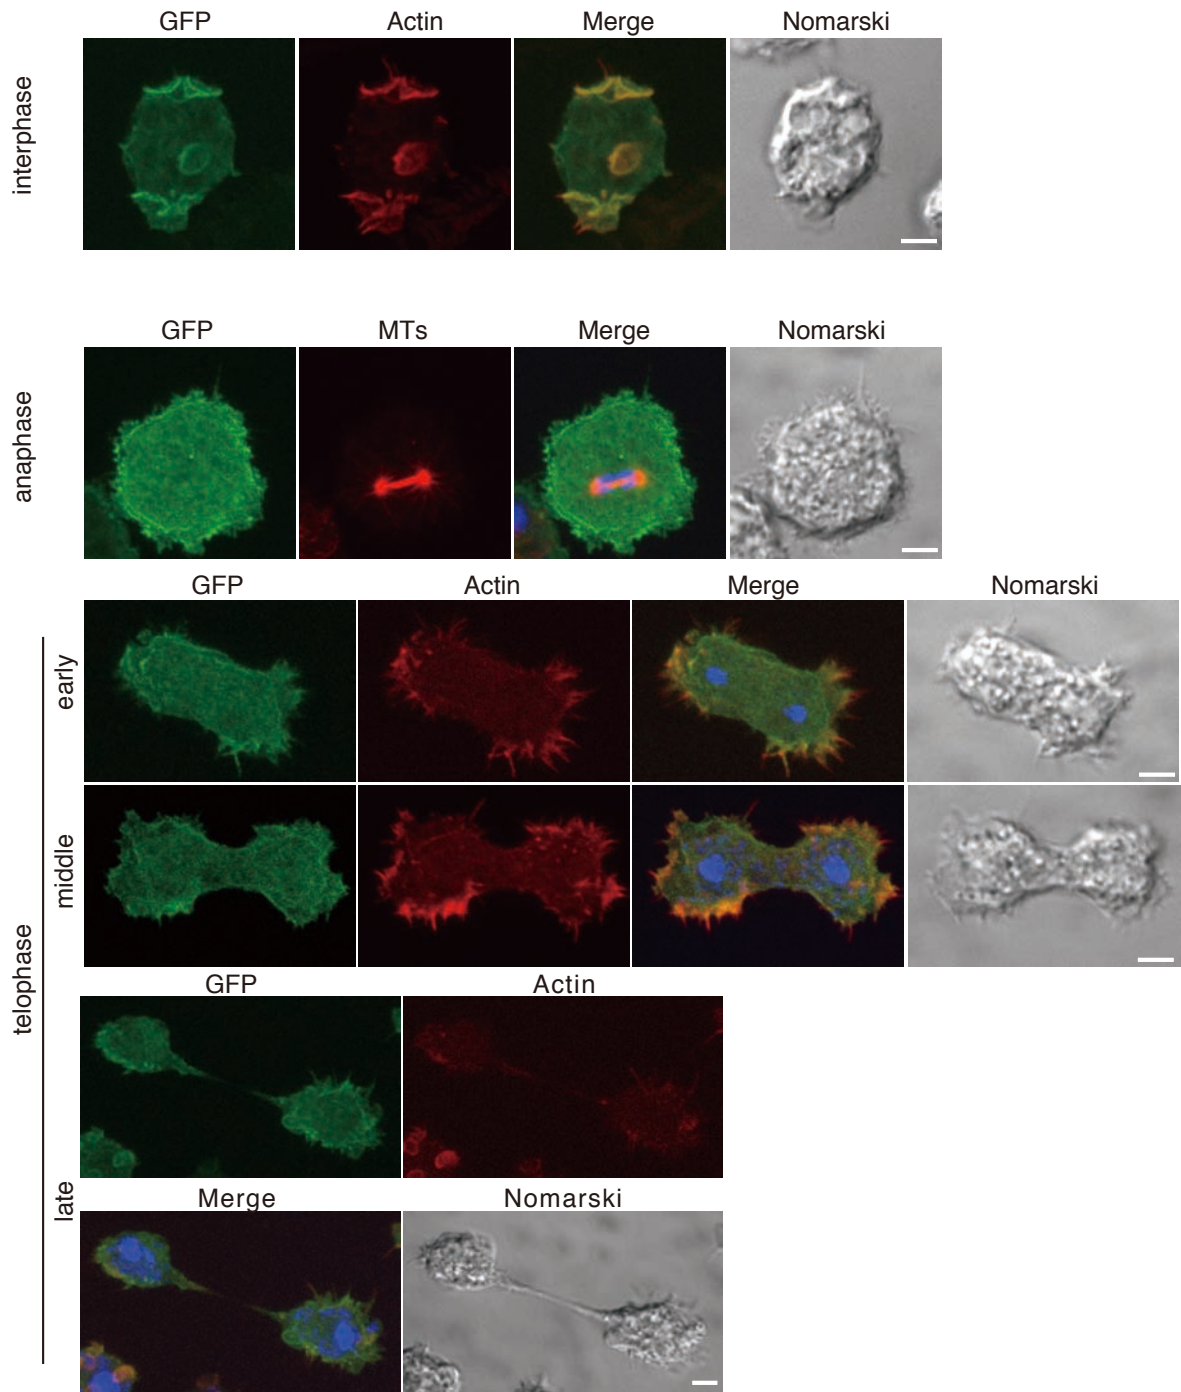 GFP Actin Merge Nomarski
interphase
GFP MTs Merge Nomarski
anaphase
GFP Actin Merge Nomarski
early
middle
telophase
GFP Actin
late
Merge Nomarski